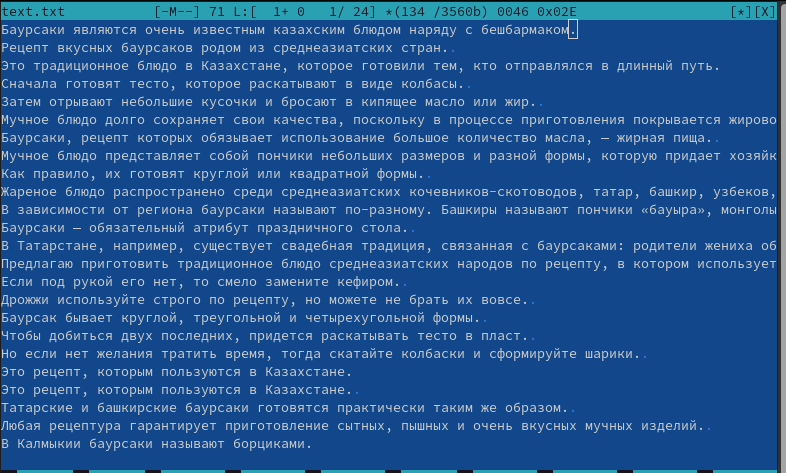 text.txt [-M--] 71 L:[ 1+ 0 1/ 24] *(134 /3560b) 0046 0x02E [*][X]
Баурсаки являются очень известным казахским блюдом наряду с бешбармаком.
Рецепт вкусных баурсаков родом из среднеазиатских стран.
Это традиционное блюдо в Казахстане, которое готовили тем, кто отправлялся в длинный путь.
Сначала готовят тесто, которое раскатывают в виде колбасы.
Затем отрывают небольшие кусочки и бросают в кипящее масло или жир.
Мучное блюдо долго сохраняет свои качества, поскольку в процессе приготовления покрывается жирово
Баурсаки, рецепт которых обязывает использование большое количество масла, — жирная пища.
Мучное блюдо представляет собой пончики небольших размеров и разной формы, которую придает хозяйк
Как правило, их готовят круглой или квадратной формы.
Жареное блюдо распространено среди среднеазиатских кочевников-скотоводов, татар, башкир, узбеков,
В зависимости от региона баурсаки называют по-разному. Башкиры называют пончики «бауыра», монголы
Баурсаки — обязательный атрибут праздничного стола.
В Татарстане, например, существует свадебная традиция, связанная с баурсаками: родители жениха об
Предлагаю приготовить традиционное блюдо среднеазиатских народов по рецепту, в котором использует
Если под рукой его нет, то смело замените кефиром.
Дрожжи используйте строго по рецепту, но можете не брать их вовсе.
Баурсак бывает круглой, треугольной и четырехугольной формы.
Чтобы добиться двух последних, придется раскатывать тесто в пласт.
Но если нет желания тратить время, тогда скатайте колбаски и сформируйте шарики.
Это рецепт, которым пользуются в Казахстане.
Это рецепт, которым пользуются в Казахстане.
Татарские и башкирские баурсаки готовятся практически таким же образом.
Любая рецептура гарантирует приготовление сытных, пышных и очень вкусных мучных изделий.
В Калмыкии баурсаки называют борциками.